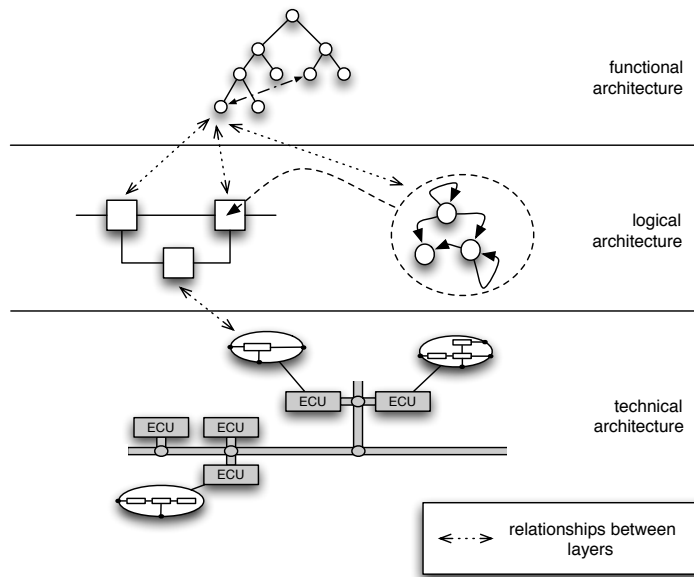 functional
architecture
logical
architecture
technical
architecture
ECU
ECU
ECU
ECU
ECU
relationships between
layers